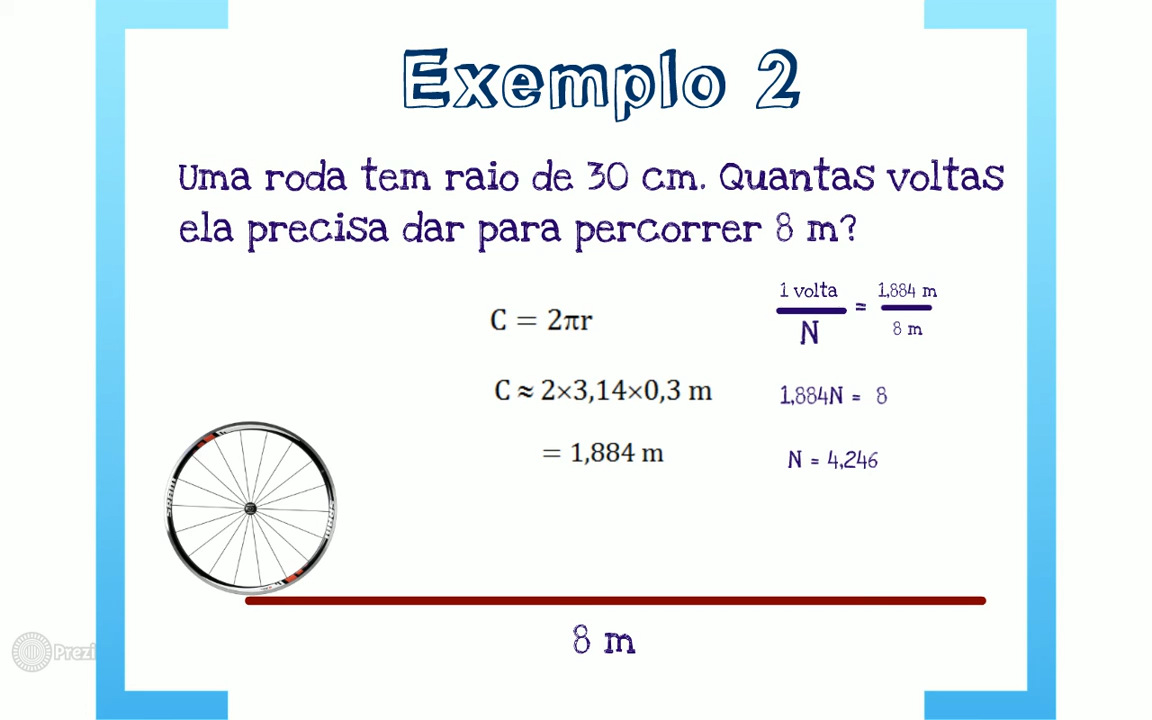 Exemplo 2
Uma roda tem raio de 30 cm. Quantas voltas
ela precisa dar para percorrer 8 m?
C = 2πr
C ≈ 2×3,14×0,3 m
= 1,884 m
1 volta
N
=
1,884 m
8 m
1,884N = 8
N = 4,246
8 m
Prezi